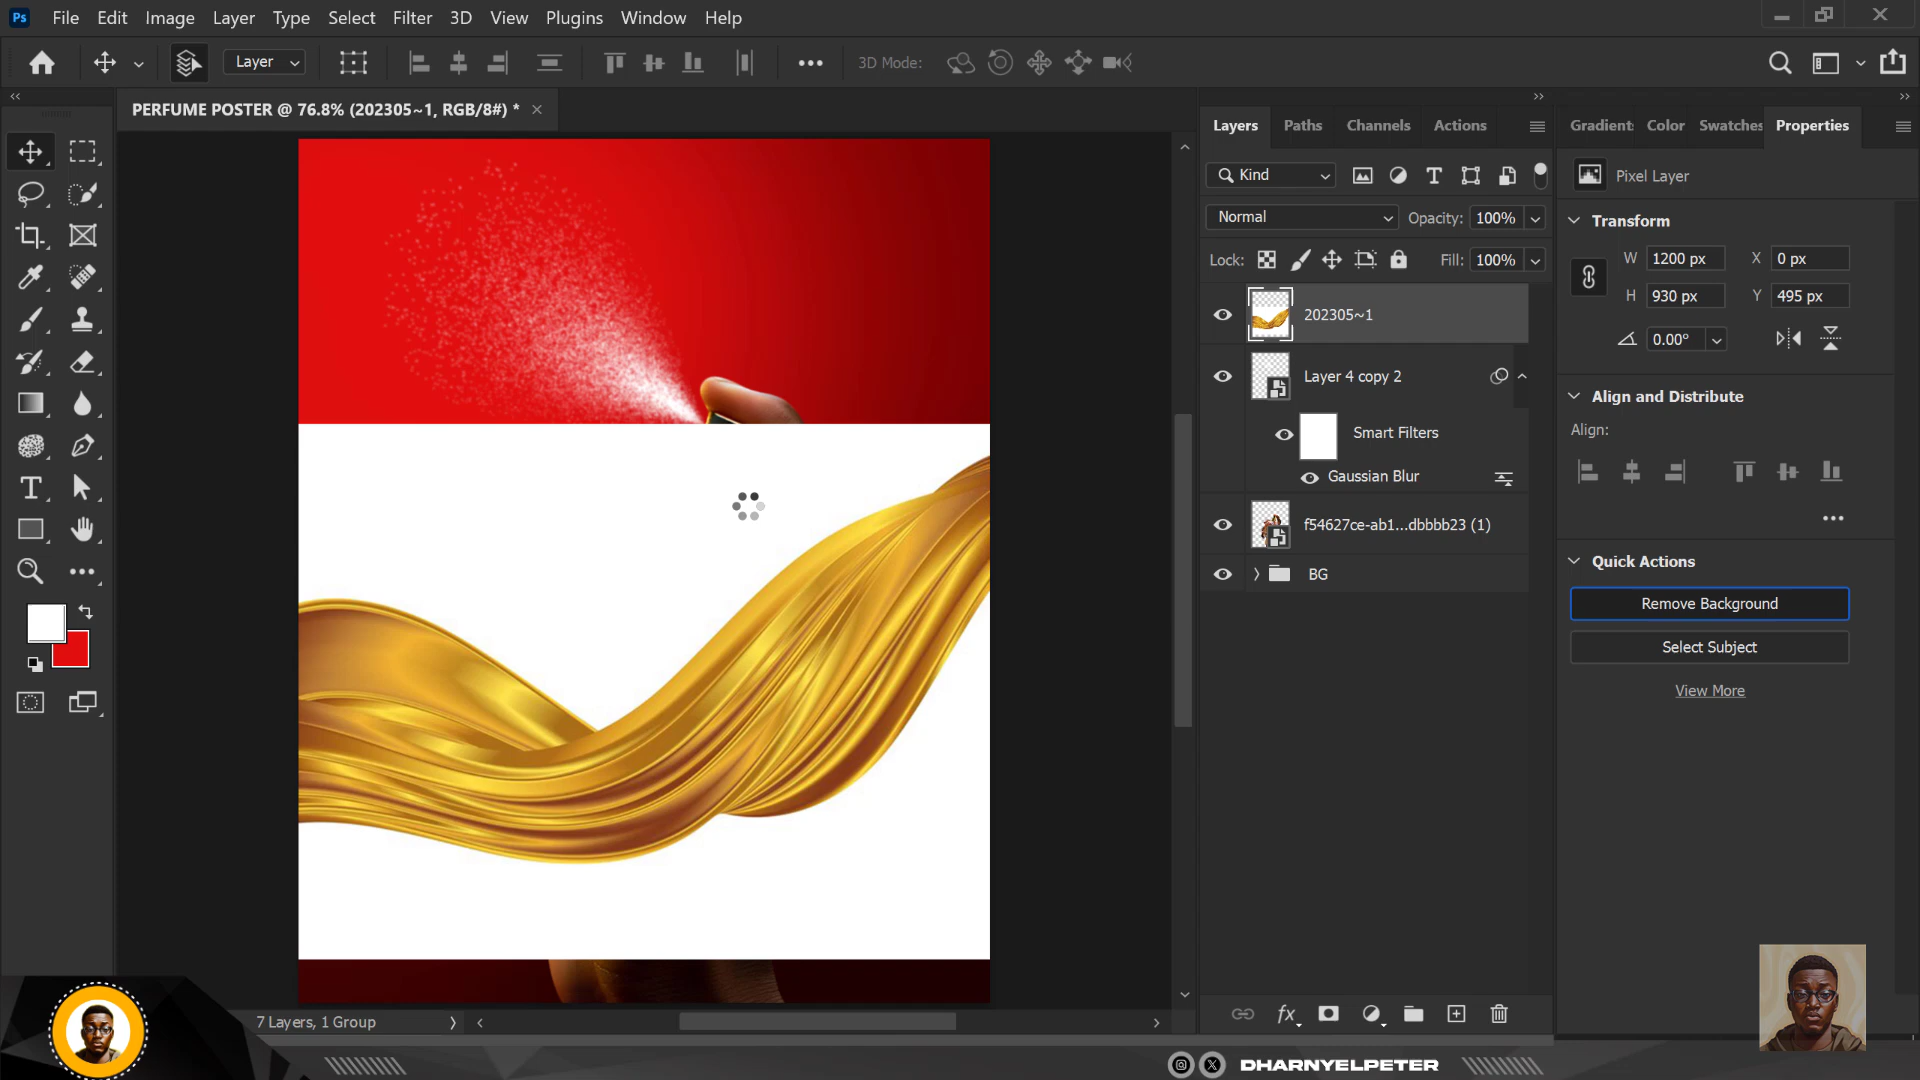 Ps File Edit Image Layer Type Select Filter 3D View Plugins Window Help
Layer 3D Mode:
PERFUME POSTER @ 76.8% (202305~1, RGB/8#) *
Layers Paths Channels Actions
Gradient Color Swatches Properties
Kind
Pixel Layer
Normal Opacity: 100%
Transform
Lock: Fill: 100%
W 1200 px X 0 px
H 930 px Y 495 px
0.00°
202305~1
Layer 4 copy 2
Smart Filters
Gaussian Blur
f54627ce-ab1...dbbbb23 (1)
BG
Align and Distribute
Align:
Quick Actions
Remove Background
Select Subject
View More
7 Layers, 1 Group
fx
DHARNYELPETER